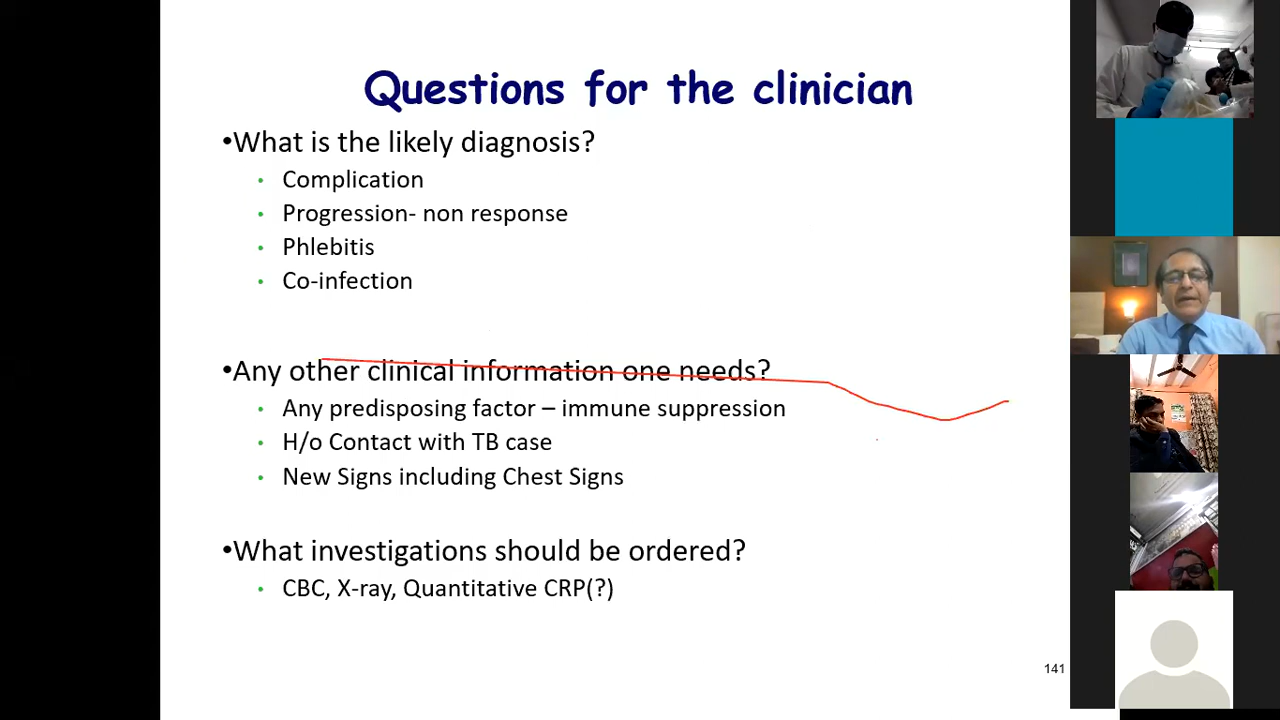 Questions for the clinician
•What is the likely diagnosis?
• Complication
• Progression- non response
• Phlebitis
• Co-infection
•Any other clinical information one needs?
• Any predisposing factor – immune suppression
• H/o Contact with TB case
• New Signs including Chest Signs
•What investigations should be ordered?
• CBC, X-ray, Quantitative CRP(?)
141